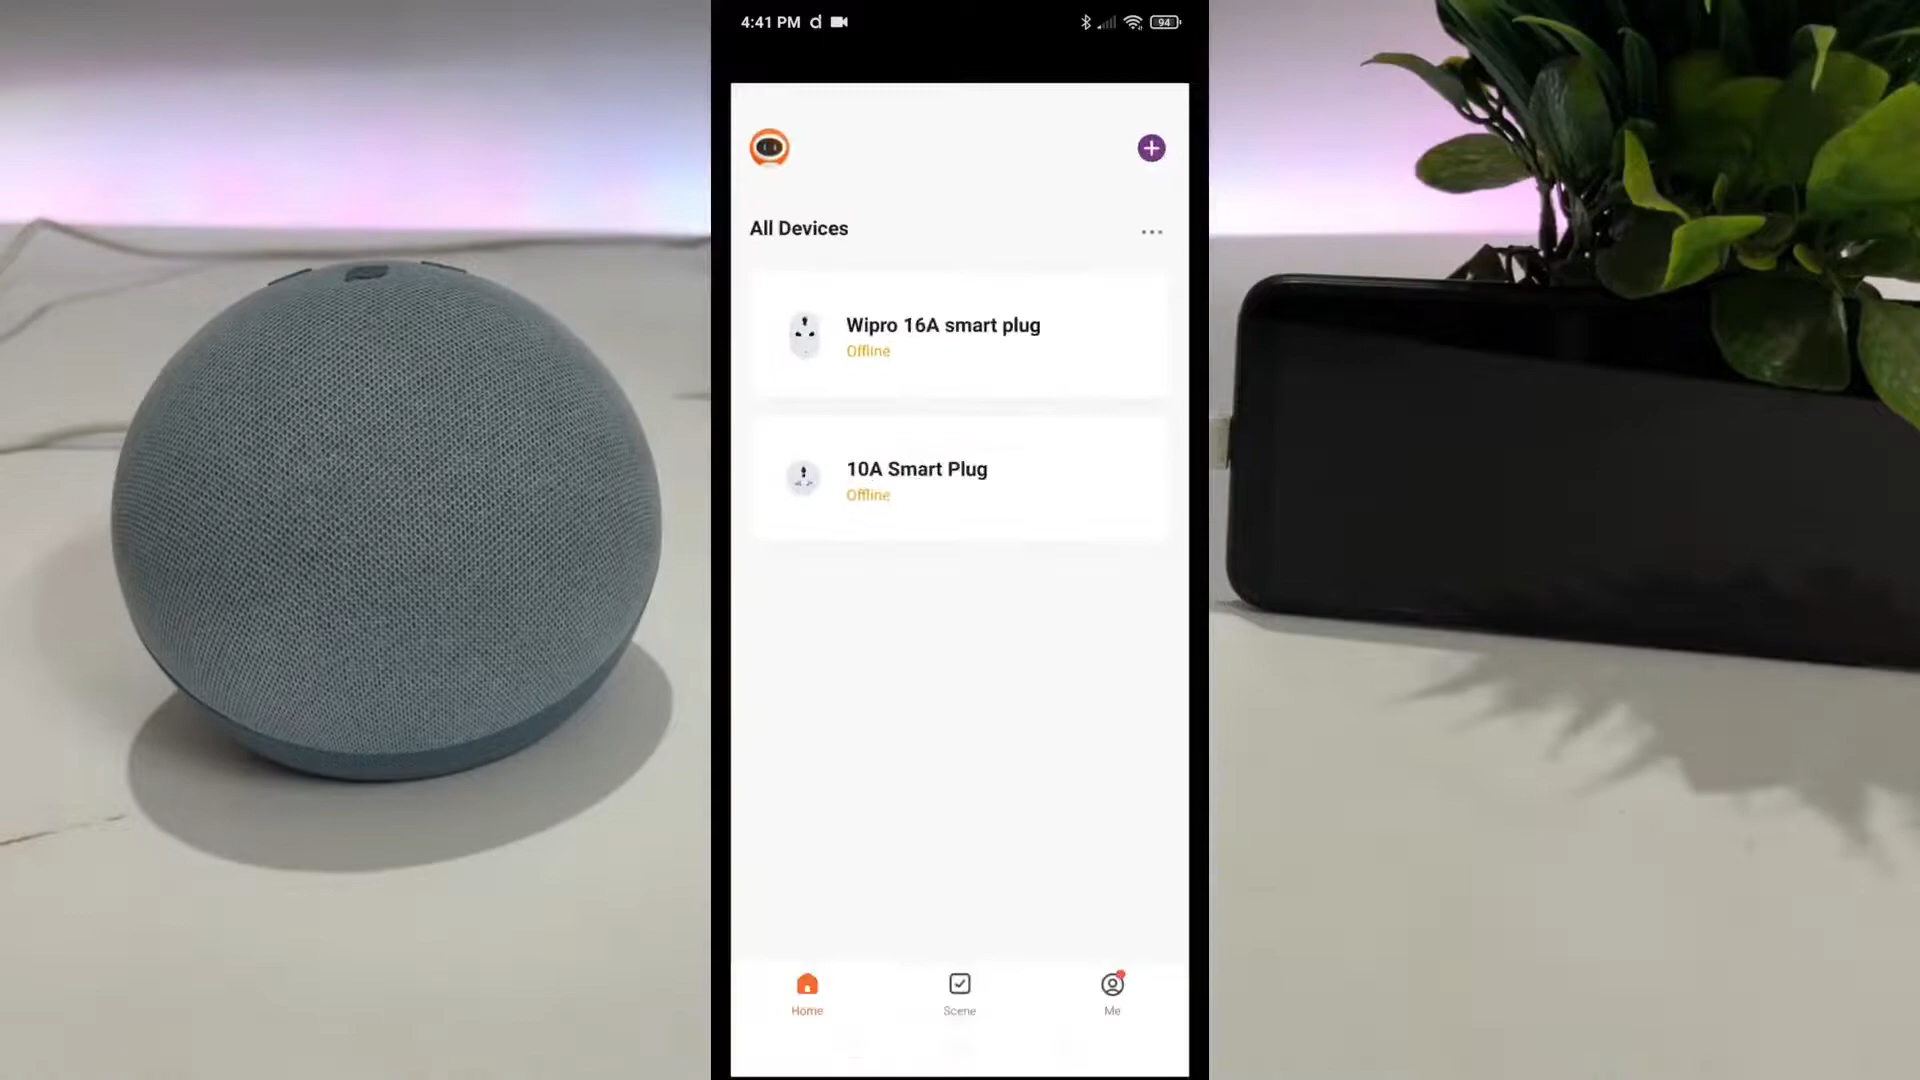 4:41 PM
94
All Devices
Wipro 16A smart plug
Offline
10A Smart Plug
Offline
Home
Scene
Me